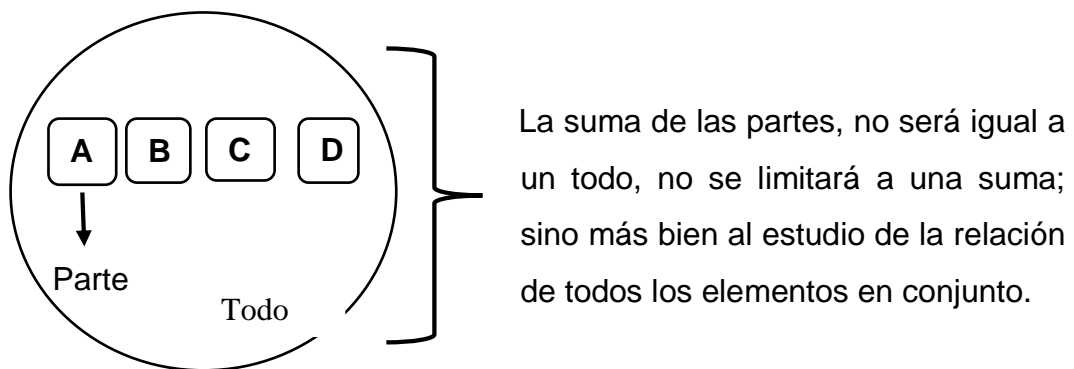 A B C D
Parte
Todo
La suma de las partes, no será igual a
un todo, no se limitará a una suma;
sino más bien al estudio de la relación
de todos los elementos en conjunto.